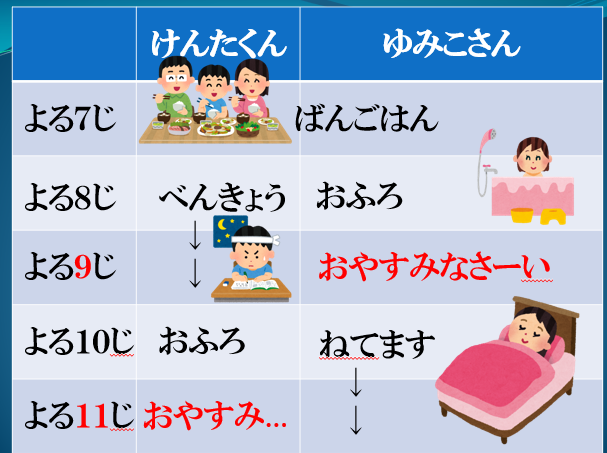 けんたくん ゆみこさん
よる7じ ばんごはん
よる8じ べんきょう おふろ
↓
よる9じ ↓ おやすみなさーい
よる10じ おふろ ねてます
↓
よる11じ おやすみ... ↓